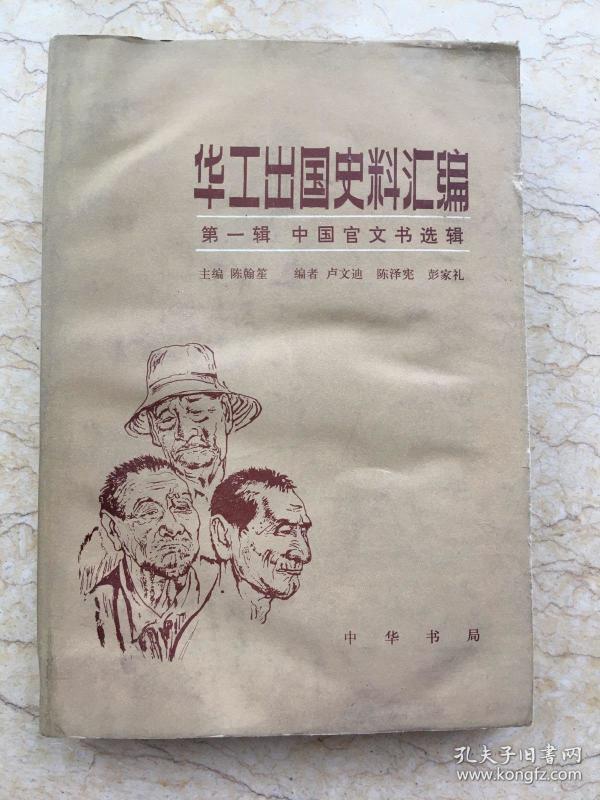 华工出国史料汇编
第一辑 中国官文书选辑
主编 陈翰笙 编者 卢文迪 陈泽宪 彭家礼
中华书局
孔夫子旧书网
www.kongfz.com